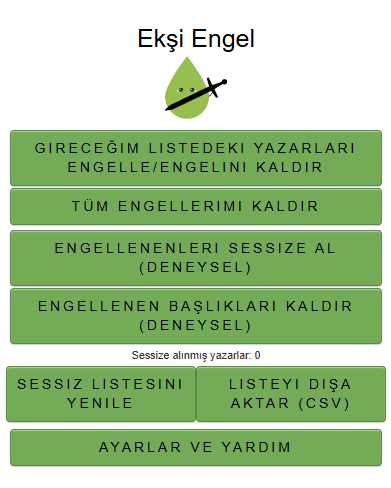 Ekşi Engel
GIRECEĞIM LISTEDEKI YAZARLARI
ENGELLE/ENGELINI KALDIR
TÜM ENGELLERIMI KALDIR
ENGELLENENLERI SESSIZE AL
(DENEYSEL)
ENGELLENEN BAŞLIKLARI KALDIR
(DENEYSEL)
Sessize alınmış yazarlar: 0
SESSIZ LISTESINI
YENILE
LISTEYI DIŞA
AKTAR (CSV)
AYARLAR VE YARDIM